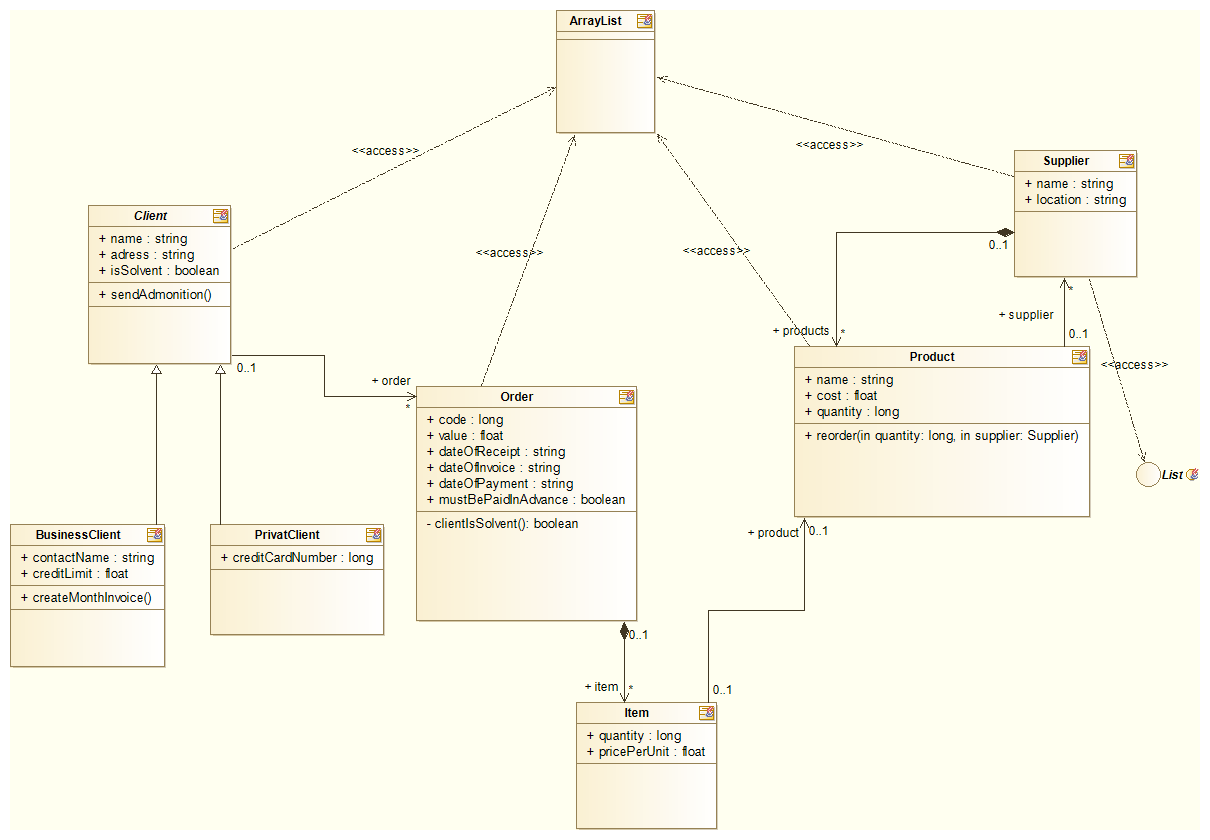 ArrayList
<<access>>
<<access>>
<<access>>
<<access>>
Supplier
+ name : string
+ location : string
0..1
*
+ supplier
0..1
<<access>>
List
Client
+ name : string
+ adress : string
+ isSolvent : boolean
+ sendAdmonition()
0..1
+ order
*
+ products
*
Product
+ name : string
+ cost : float
+ quantity : long
+ reorder(in quantity: long, in supplier: Supplier)
Order
+ code : long
+ value : float
+ dateOfReceipt : string
+ dateOfInvoice : string
+ dateOfPayment : string
+ mustBePaidInAdvance : boolean
- clientIsSolvent(): boolean
BusinessClient
+ contactName : string
+ creditLimit : float
+ createMonthInvoice()
PrivatClient
+ creditCardNumber : long
+ product
0..1
0..1
+ item
*
0..1
Item
+ quantity : long
+ pricePerUnit : float